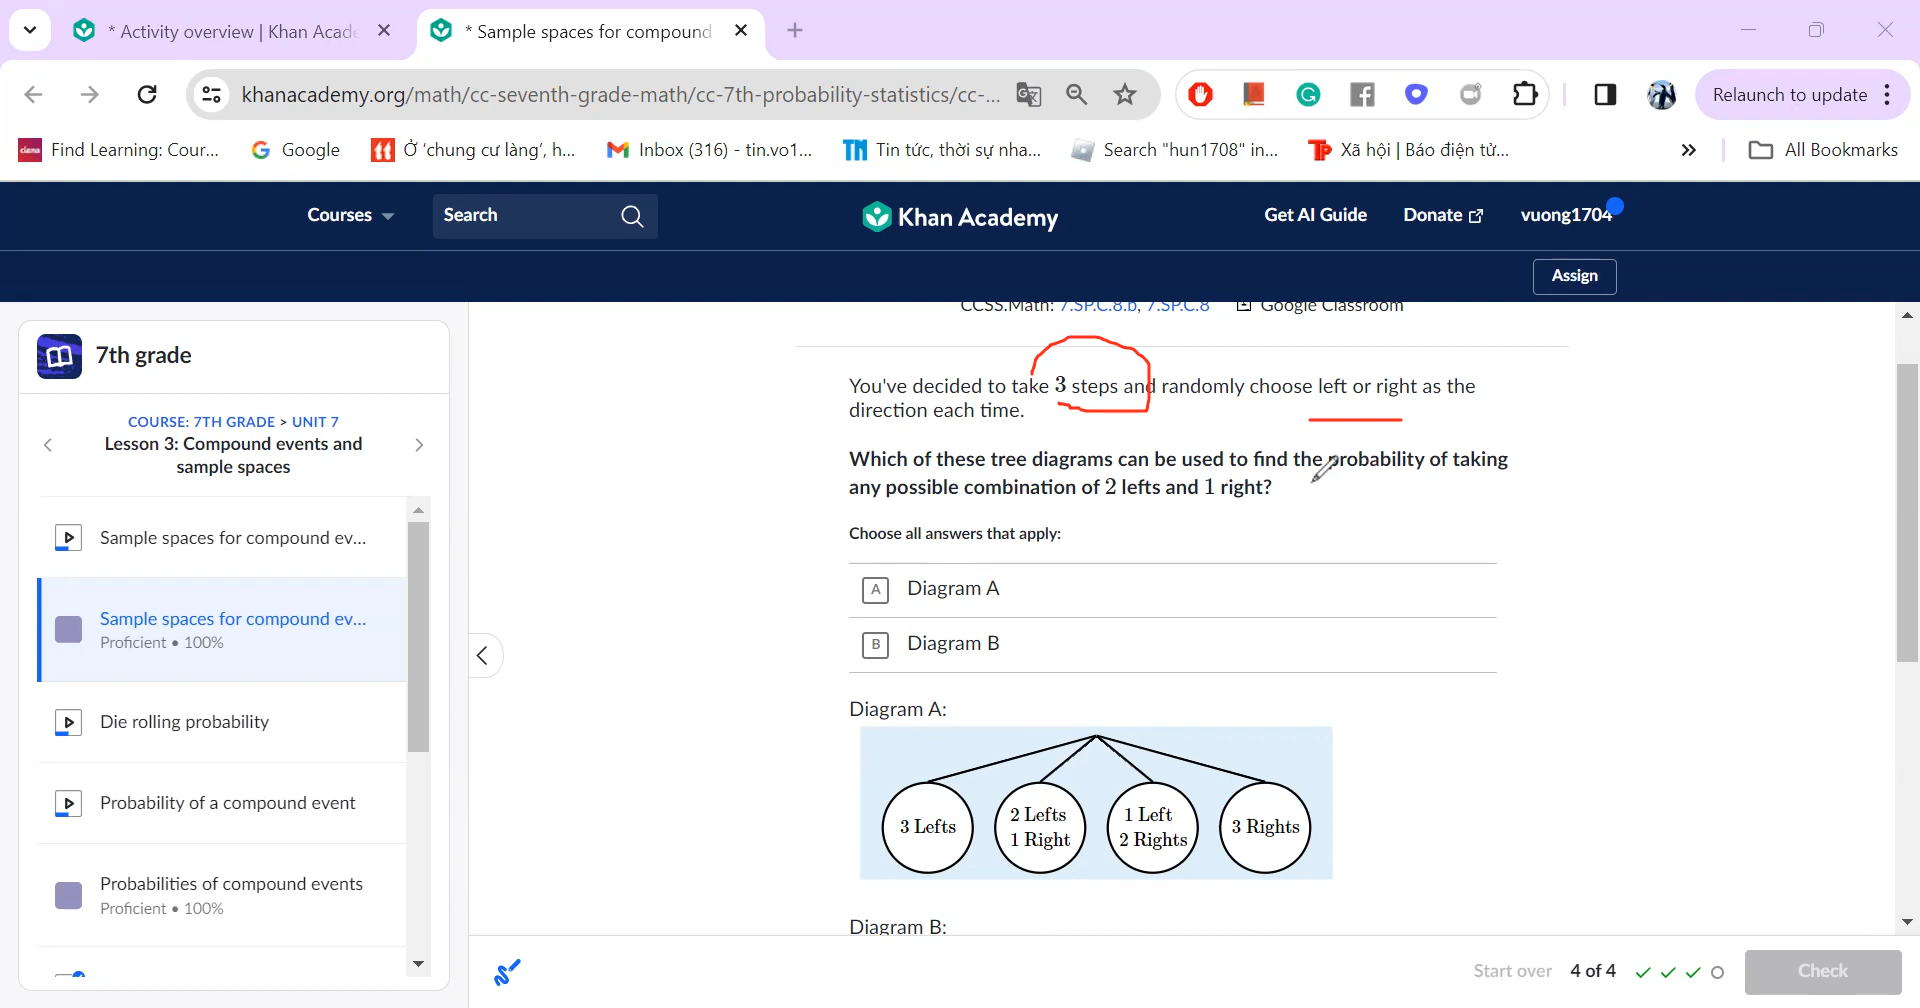 * Activity overview | Khan Acade
* Sample spaces for compound
khanacademy.org/math/cc-seventh-grade-math/cc-7th-probability-statistics/cc-...
Relaunch to update
ciena Find Learning: Cour...
Google
Ở 'chung cư làng', h...
Inbox (316) - tin.vo1...
TN Tin tức, thời sự nha...
Search "hun1708" in...
Xã hội | Báo điện tử...
All Bookmarks
Courses
Search
Khan Academy
Get AI Guide
Donate
vuong1704
Assign
CCSS.Math: 7.SP.C.8.b, 7.SP.C.8
Google Classroom
7th grade
COURSE: 7TH GRADE > UNIT 7
Lesson 3: Compound events and
sample spaces
Sample spaces for compound ev...
Sample spaces for compound ev...
Proficient • 100%
Die rolling probability
Probability of a compound event
Probabilities of compound events
Proficient • 100%
You've decided to take 3 steps and randomly choose left or right as the
direction each time.
Which of these tree diagrams can be used to find the probability of taking
any possible combination of 2 lefts and 1 right?
Choose all answers that apply:
A Diagram A
B Diagram B
Diagram A:
3 Lefts
2 Lefts
1 Right
1 Left
2 Rights
3 Rights
Diagram B:
Start over
4 of 4
Check